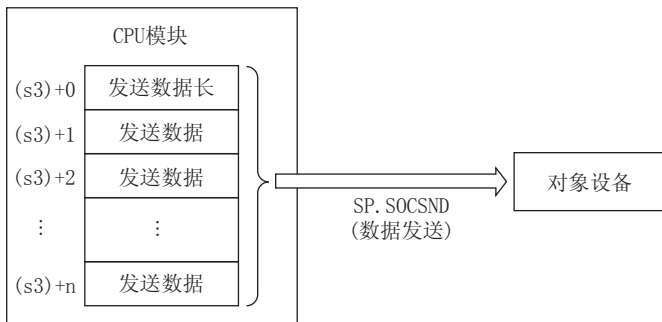 CPU模块
(s3)+0 发送数据长
(s3)+1 发送数据
(s3)+2 发送数据
⋮ ⋮
(s3)+n 发送数据
SP.SOCSND
(数据发送)
对象设备